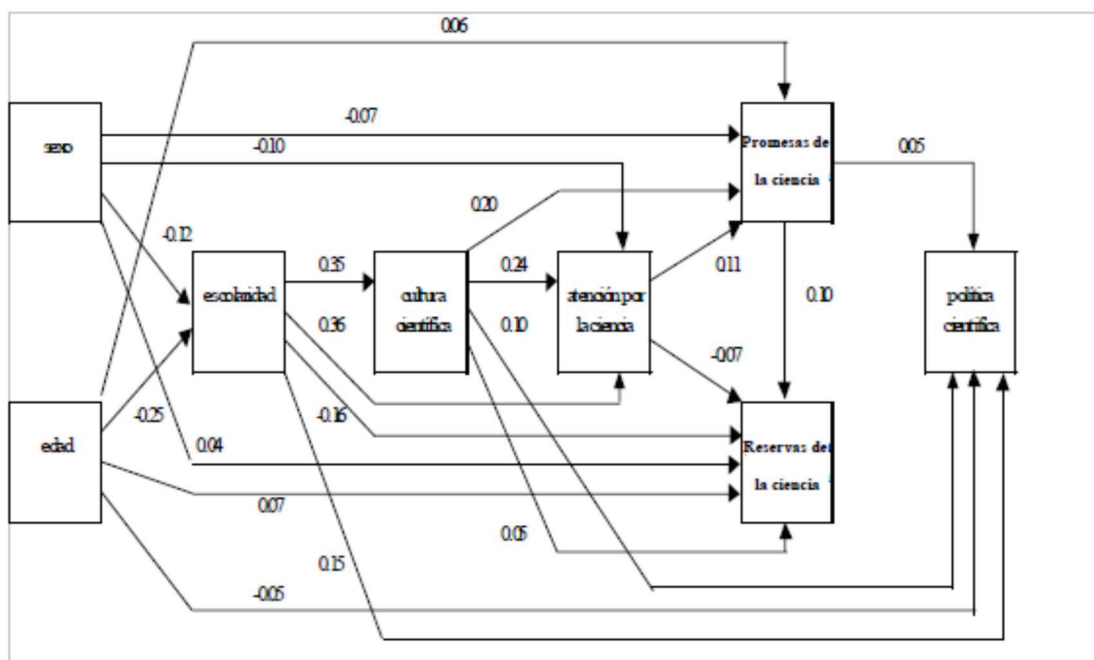 0.06
-0.07
sexo
-0.10
Promesas de
la ciencia
0.05
0.20
-0.12
0.35
0.24
0.11
escolaridad
cultura
científica
atención por
la ciencia
política
científica
0.10
0.36
0.10
-0.07
-0.25
-0.16
edad
0.04
Reservas de
la ciencia
0.07
0.05
0.15
-0.05